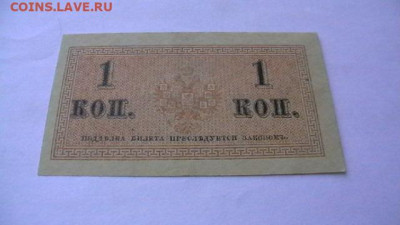 COINS.LAVE.RU
1 1
КОП. КОП.
ПОДДѢЛКА БИЛЕТА ПРЕСЛѢДУЕТСЯ ЗАКОНОМЪ.